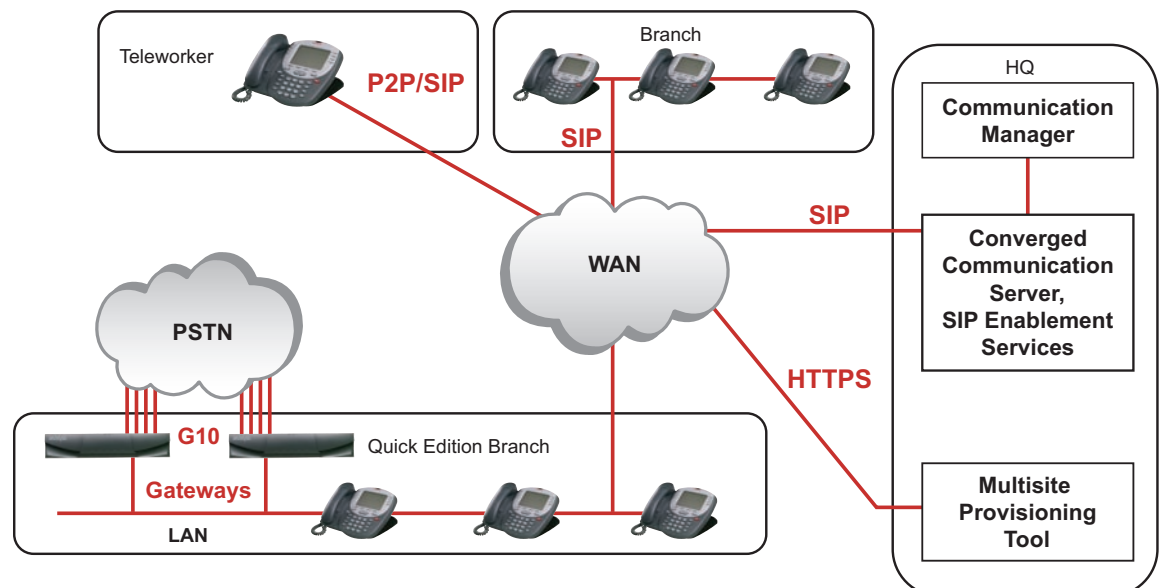 Teleworker
P2P/SIP
Branch
SIP
HQ
Communication
Manager
SIP
Converged
Communication
Server,
SIP Enablement
Services
WAN
PSTN
HTTPS
G10
Quick Edition Branch
Gateways
LAN
Multisite
Provisioning
Tool